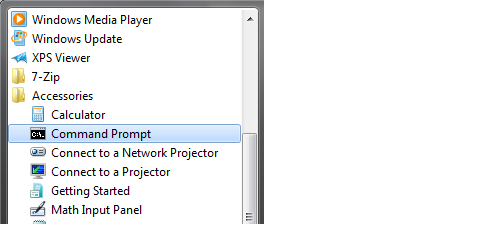 Windows Media Player
Windows Update
XPS Viewer
7-Zip
Accessories
Calculator
Command Prompt
Connect to a Network Projector
Connect to a Projector
Getting Started
Math Input Panel